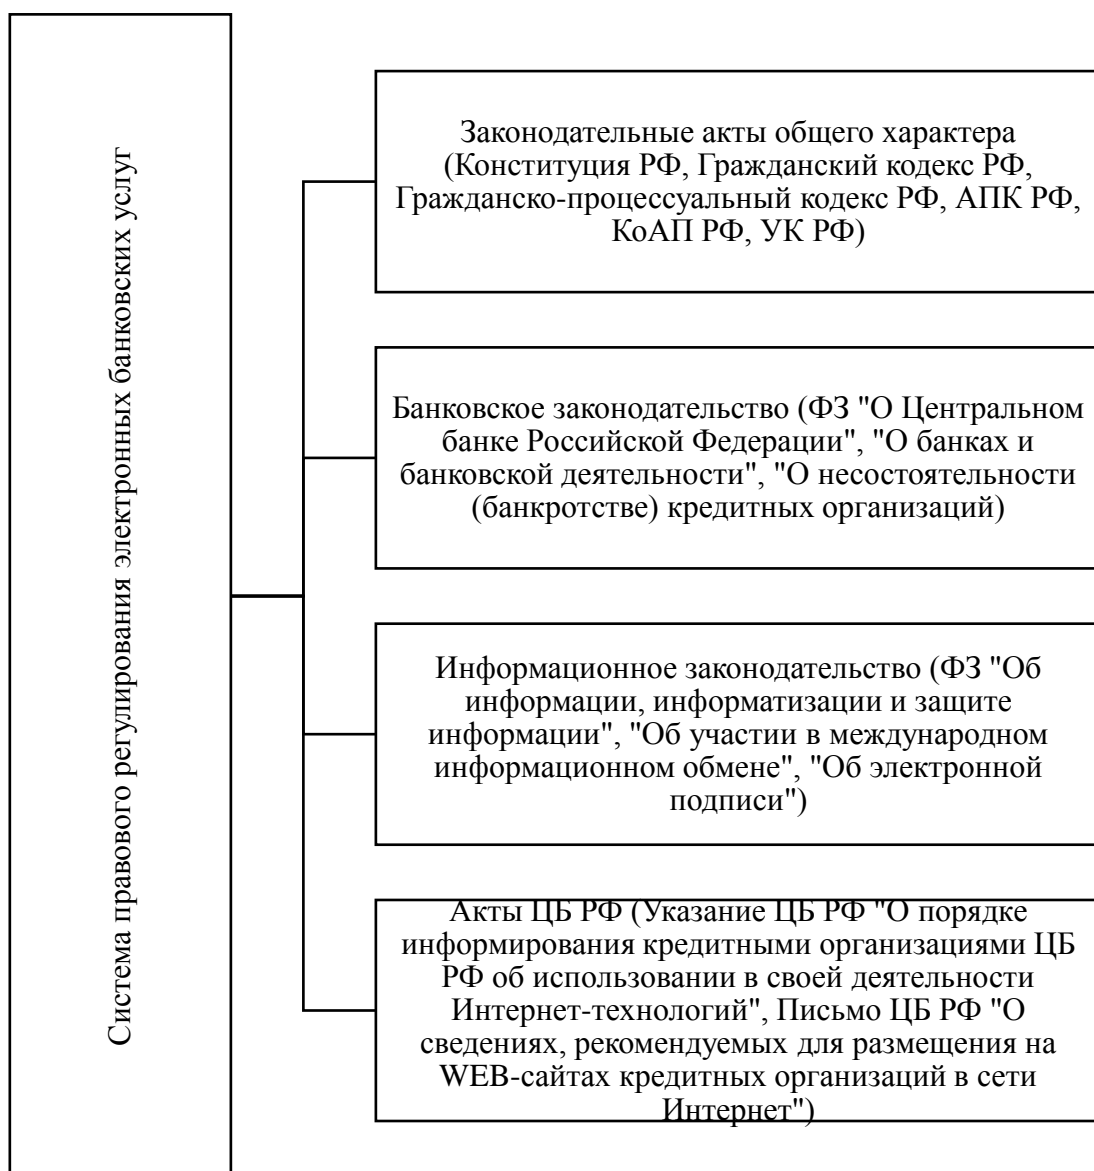 Система правового регулирования электронных банковских услуг
Законодательные акты общего характера
(Конституция РФ, Гражданский кодекс РФ,
Гражданско-процессуальный кодекс РФ, АПК РФ,
КоАП РФ, УК РФ)
Банковское законодательство (ФЗ "О Центральном
банке Российской Федерации", "О банках и
банковской деятельности", "О несостоятельности
(банкротстве) кредитных организаций)
Информационное законодательство (ФЗ "Об
информации, информатизации и защите
информации", "Об участии в международном
информационном обмене", "Об электронной
подписи")
Акты ЦБ РФ (Указание ЦБ РФ "О порядке
информирования кредитными организациями ЦБ
РФ об использовании в своей деятельности
Интернет-технологий", Письмо ЦБ РФ "О
сведениях, рекомендуемых для размещения на
WEB-сайтах кредитных организаций в сети
Интернет")